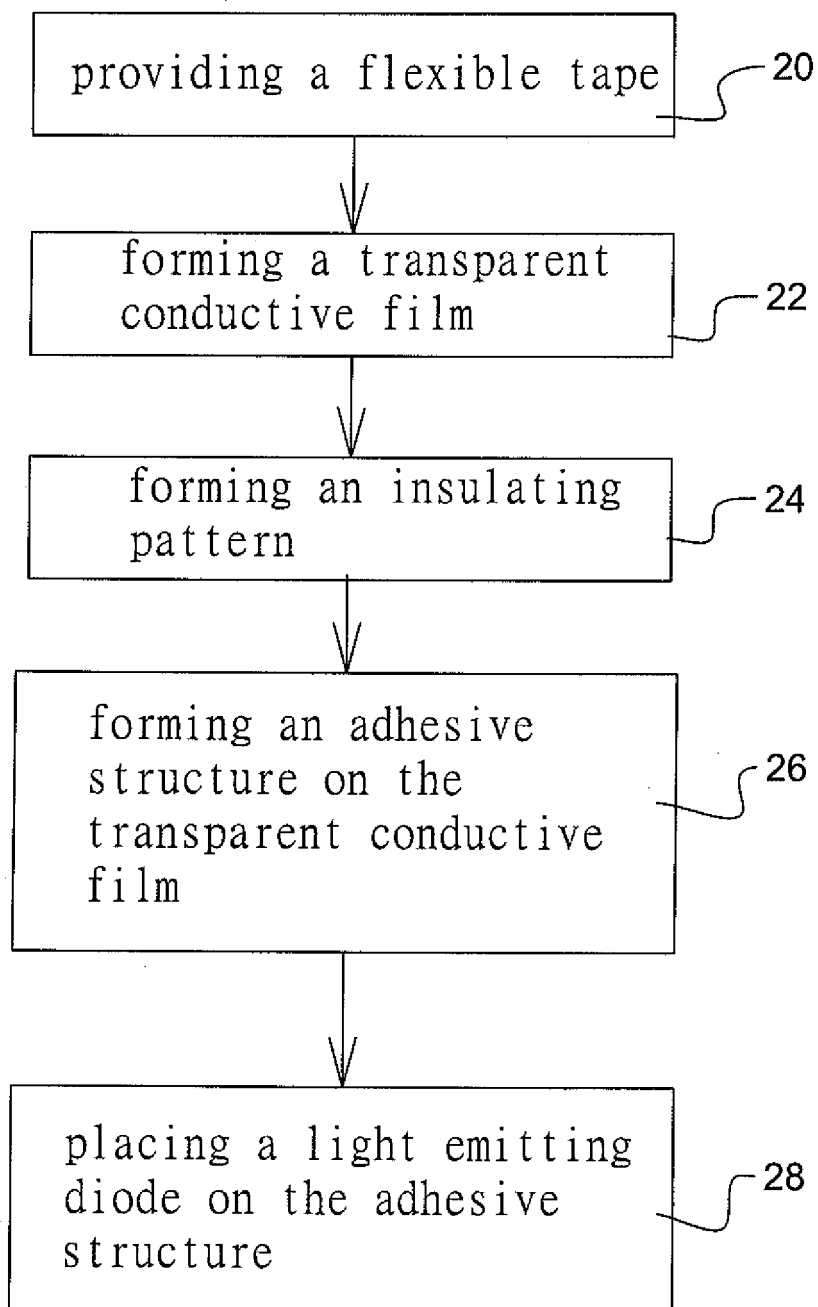 providing a flexible tape
20
forming a transparent
conductive film
22
forming an insulating
pattern
24
forming an adhesive
structure on the
transparent conductive
film
26
placing a light emitting
diode on the adhesive
structure
28